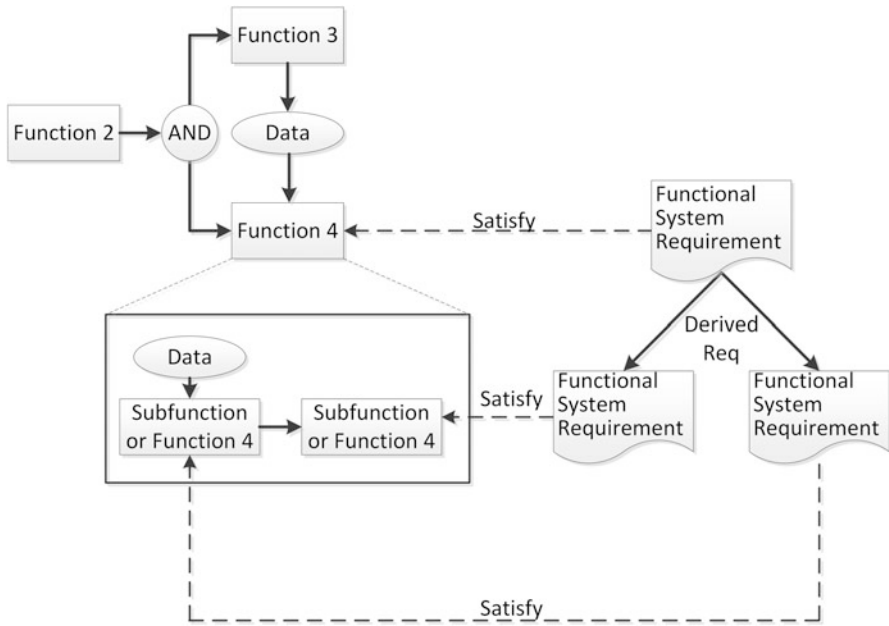 Function 3
Function 2
AND
Data
Function 4
Satisfy
Functional
System
Requirement
Derived
Req
Data
Subfunction
or Function 4
Subfunction
or Function 4
Satisfy
Functional
System
Requirement
Functional
System
Requirement
Satisfy